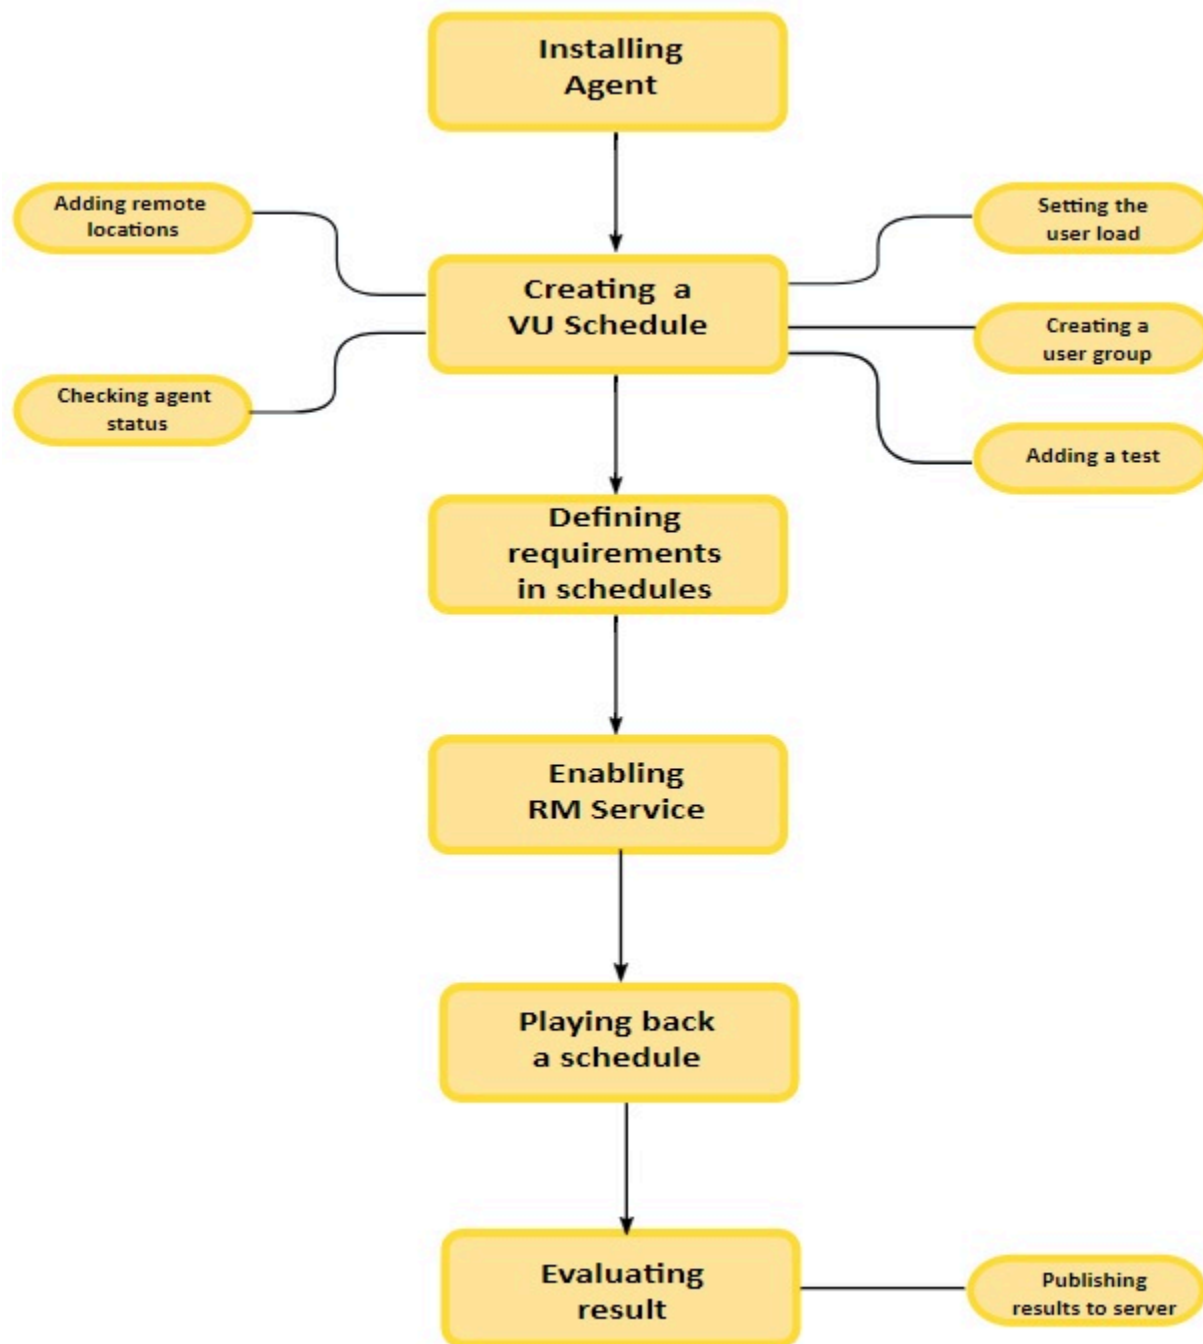 Installing
Agent
Adding remote
locations
Setting the
user load
Creating a
VU Schedule
Creating a
user group
Checking agent
status
Adding a test
Defining
requirements
in schedules
Enabling
RM Service
Playing back
a schedule
Evaluating
result
Publishing
results to server